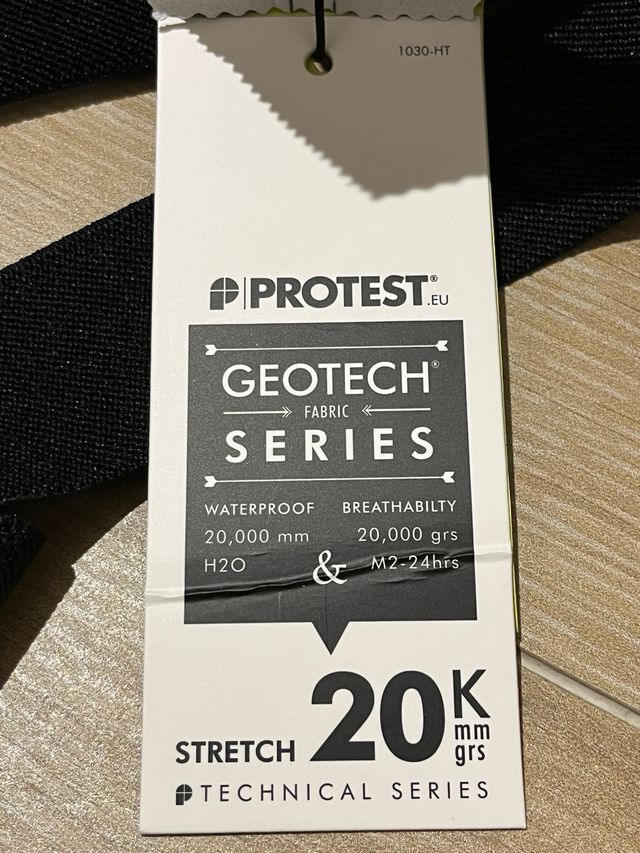 1030-HT
PROTEST®.EU
GEOTECH®
FABRIC
SERIES
WATERPROOF BREATHABILTY
20,000 mm 20,000 grs
H2O & M2-24hrs
STRETCH 20K mm grs
TECHNICAL SERIES